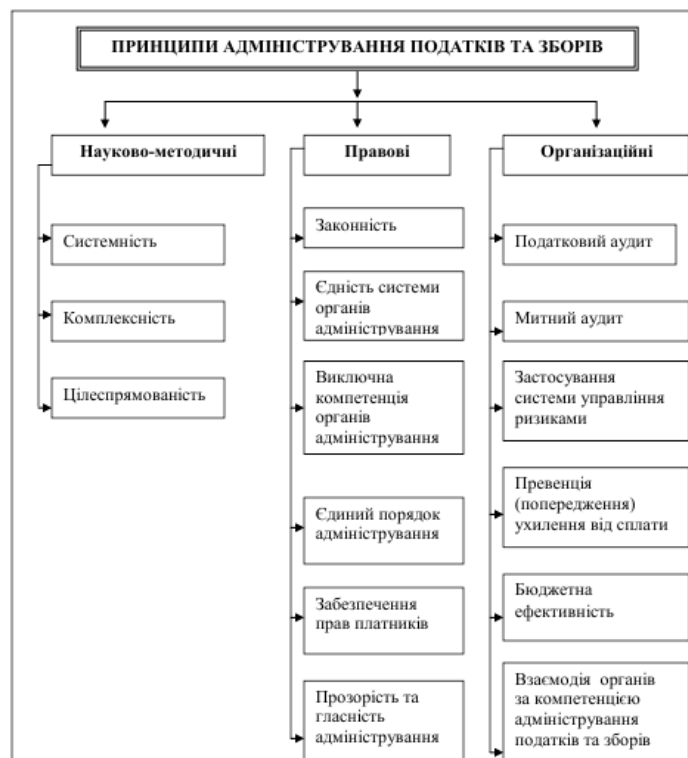 ПРИНЦИПИ АДМІНІСТРУВАННЯ ПОДАТКІВ ТА ЗБОРІВ
Науково-методичні
Системність
Комплексність
Цілеспрямованість
Правові
Законність
Єдність системи
органів
адміністрування
Виключна
компетенція
органів
адміністрування
Єдиний порядок
адміністрування
Забезпечення
прав платників
Прозорість та
гласність
адміністрування
Організаційні
Податковий аудит
Митний аудит
Застосування
системи управління
ризиками
Превенція
(попередження)
ухилення від сплати
Бюджетна
ефективність
Взаємодія органів
за компетенцією
адміністрування
податків та зборів